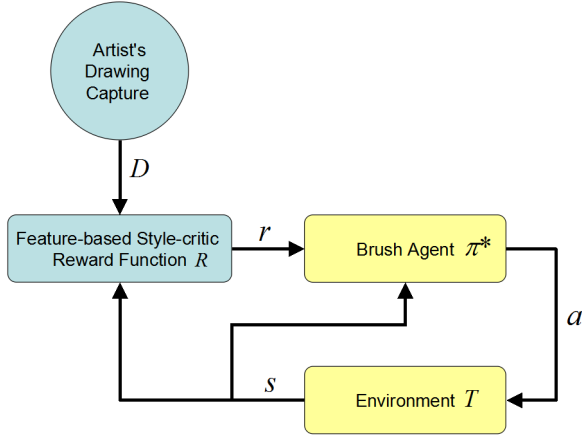 Artist's
Drawing
Capture
D
Feature-based Style-critic
Reward Function R
r
Brush Agent π*
a
s
Environment T